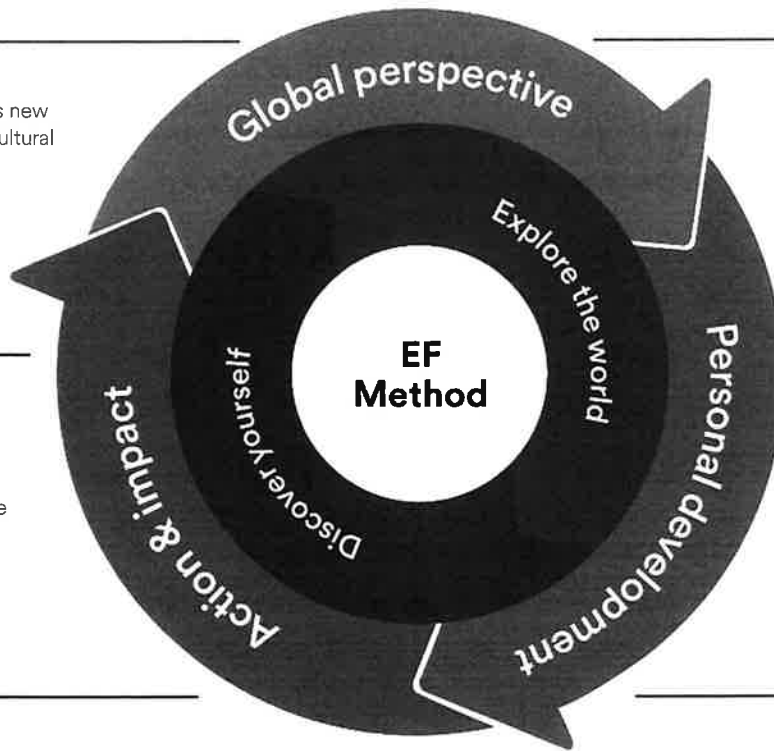 s new
ultural
Global perspective
Explore the world
EF
Method
Discover yourself
Personal development
Action & impact
e